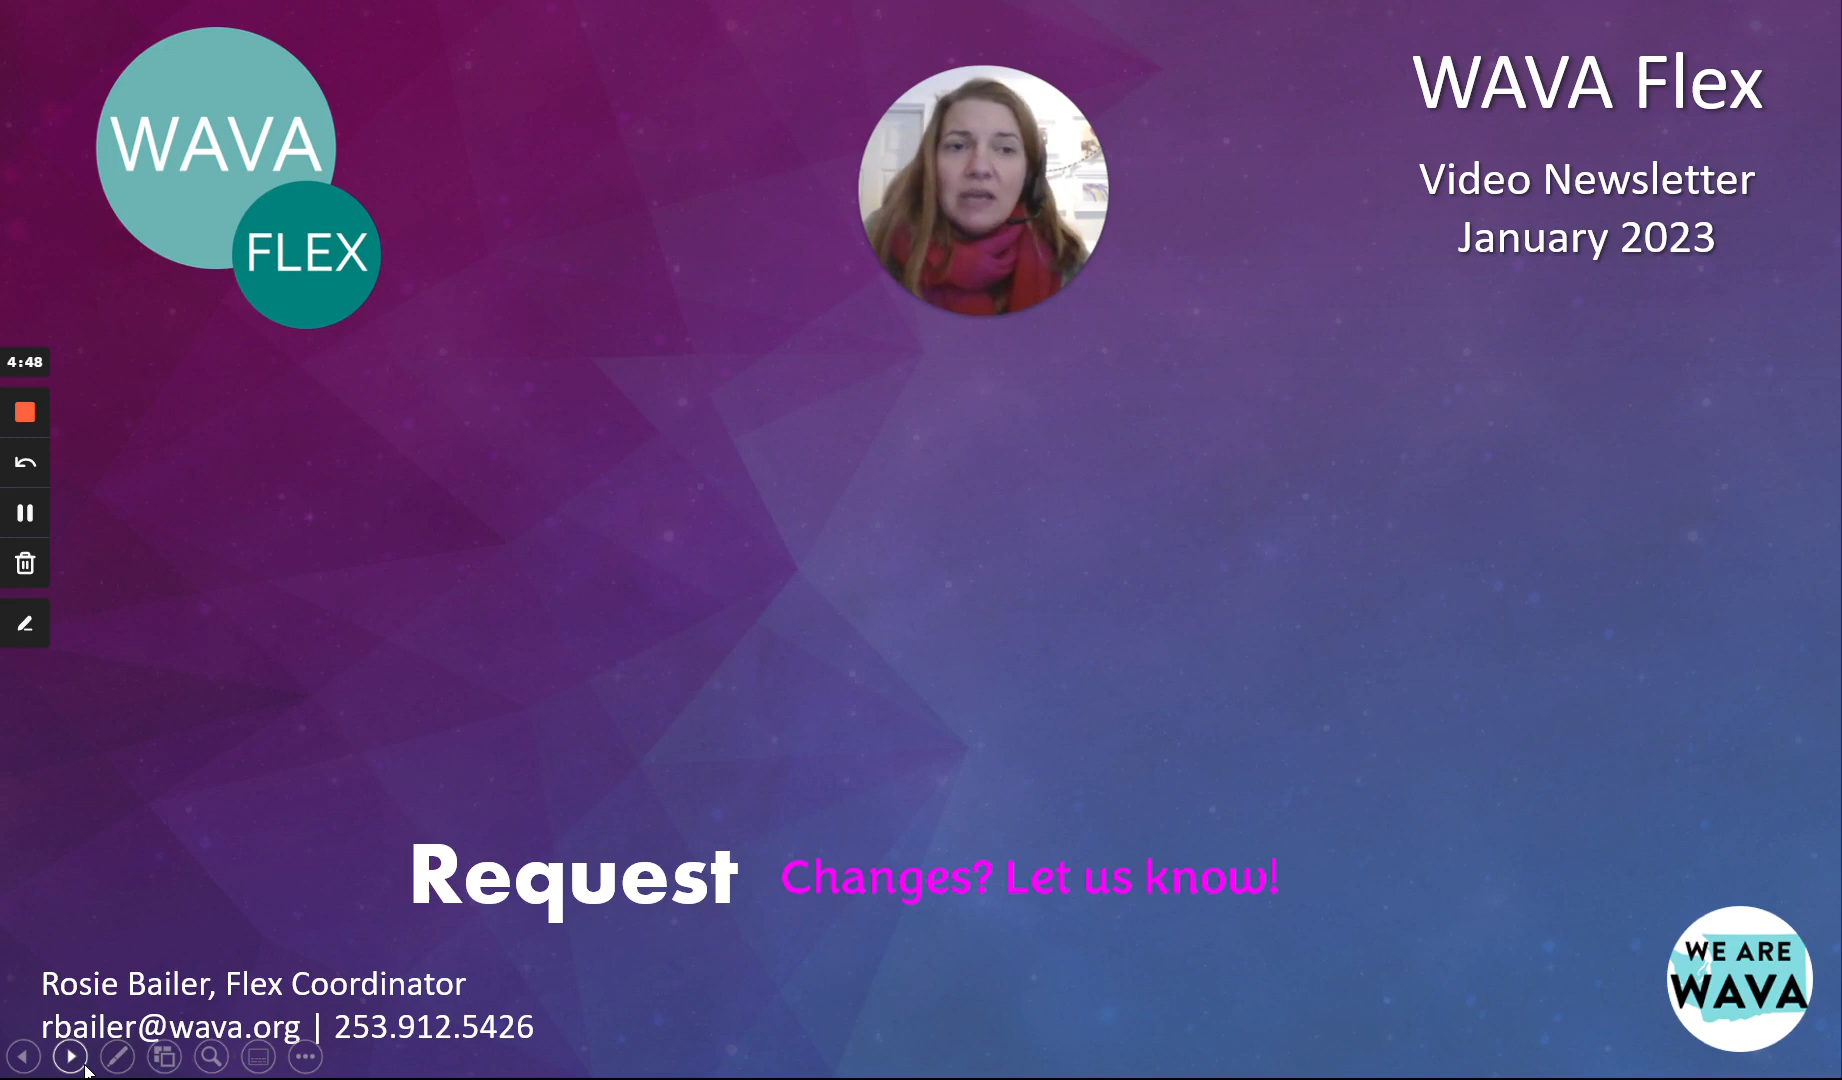 WAVA
FLEX
WAVA Flex
Video Newsletter
January 2023
4:48
Request Changes? Let us know!
Rosie Bailer, Flex Coordinator
rbailer@wava.org | 253.912.5426
WE ARE
WAVA